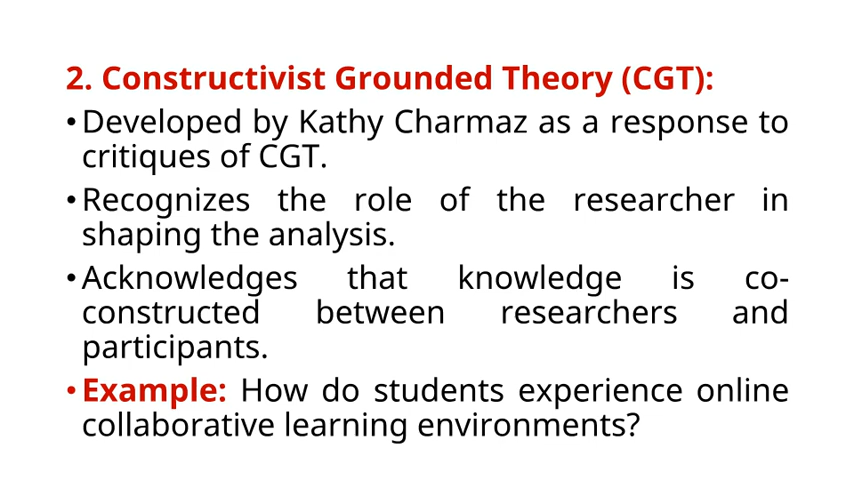 2. Constructivist Grounded Theory (CGT):
•Developed by Kathy Charmaz as a response to
critiques of CGT.
•Recognizes the role of the researcher in
shaping the analysis.
•Acknowledges that knowledge is co-
constructed between researchers and
participants.
•Example: How do students experience online
collaborative learning environments?